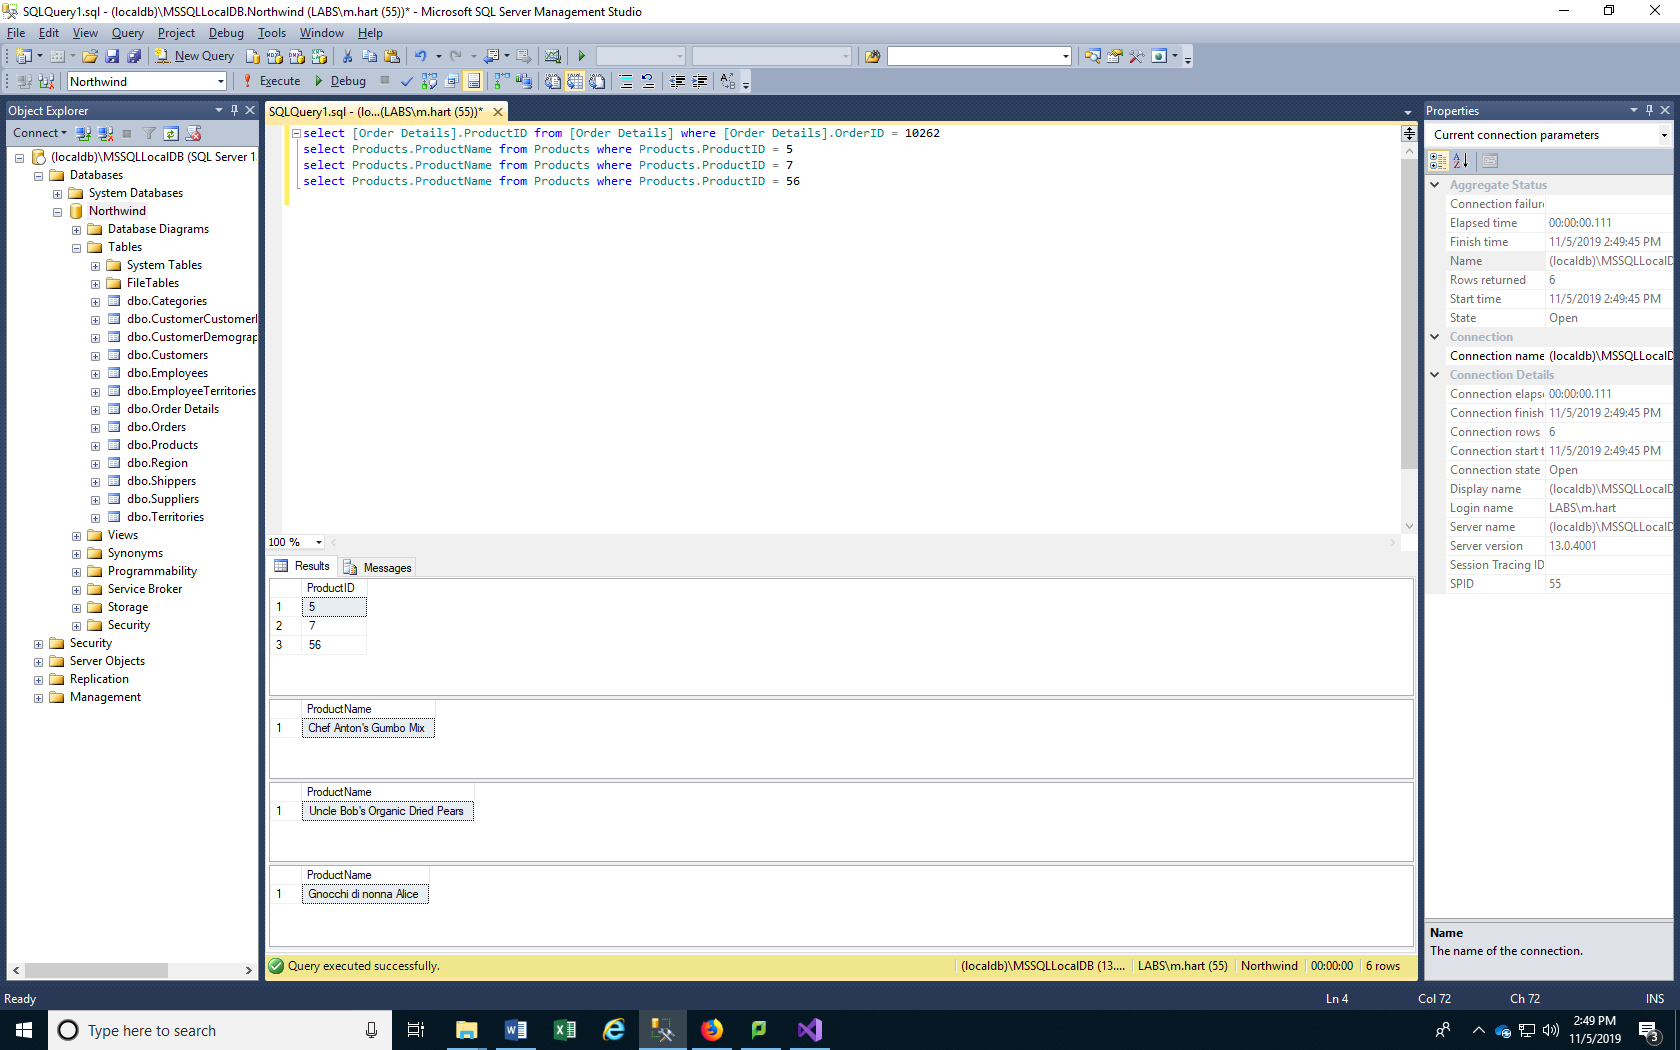 SQLQuery1.sql - (localdb)\MSSQLLocalDB.Northwind (LABS\m.hart (55))* - Microsoft SQL Server Management Studio
File Edit View Query Project Debug Tools Window Help
New Query
Northwind Execute Debug
Object Explorer
Connect
(localdb)\MSSQLLocalDB (SQL Server 1
Databases
System Databases
Northwind
Database Diagrams
Tables
System Tables
FileTables
dbo.Categories
dbo.CustomerCustomerI
dbo.CustomerDemograp
dbo.Customers
dbo.Employees
dbo.EmployeeTerritories
dbo.Order Details
dbo.Orders
dbo.Products
dbo.Region
dbo.Shippers
dbo.Suppliers
dbo.Territories
Views
Synonyms
Programmability
Service Broker
Storage
Security
Security
Server Objects
Replication
Management
SQLQuery1.sql - (lo...(LABS\m.hart (55))*
select [Order Details].ProductID from [Order Details] where [Order Details].OrderID = 10262
select Products.ProductName from Products where Products.ProductID = 5
select Products.ProductName from Products where Products.ProductID = 7
select Products.ProductName from Products where Products.ProductID = 56
100 %
Results Messages
ProductID
1 5
2 7
3 56
ProductName
1 Chef Anton's Gumbo Mix
ProductName
1 Uncle Bob's Organic Dried Pears
ProductName
1 Gnocchi di nonna Alice
Query executed successfully. (localdb)\MSSQLLocalDB (13.... LABS\m.hart (55) Northwind 00:00:00 6 rows
Properties
Current connection parameters
Aggregate Status
Connection failure
Elapsed time 00:00:00.111
Finish time 11/5/2019 2:49:45 PM
Name (localdb)\MSSQLLocalD
Rows returned 6
Start time 11/5/2019 2:49:45 PM
State Open
Connection
Connection name (localdb)\MSSQLLocalD
Connection Details
Connection elaps 00:00:00.111
Connection finish 11/5/2019 2:49:45 PM
Connection rows 6
Connection start t 11/5/2019 2:49:45 PM
Connection state Open
Display name (localdb)\MSSQLLocalD
Login name LABS\m.hart
Server name (localdb)\MSSQLLocalD
Server version 13.0.4001
Session Tracing ID
SPID 55
Name
The name of the connection.
Ready Ln 4 Col 72 Ch 72 INS
Type here to search
2:49 PM
11/5/2019
3